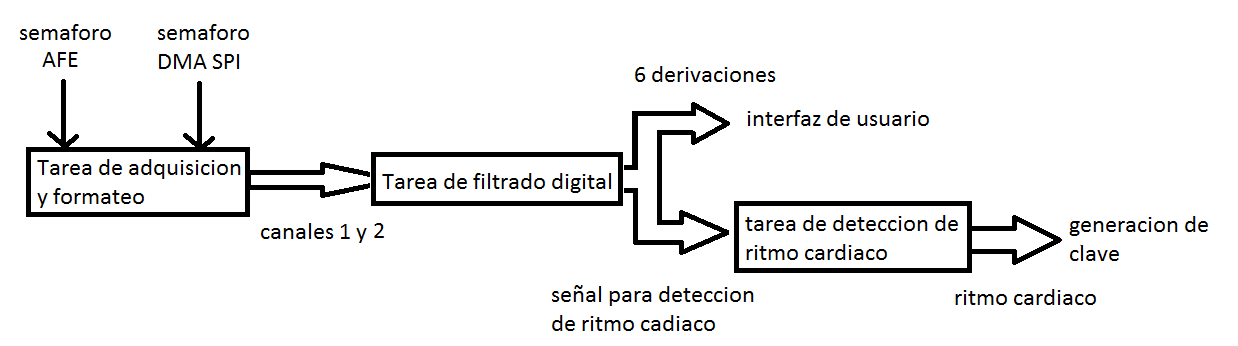 semaforo
AFE
semaforo
DMA SPI
Tarea de adquisicion
y formateo
canales 1 y 2
Tarea de filtrado digital
6 derivaciones
interfaz de usuario
señal para deteccion
de ritmo cadiaco
tarea de deteccion de
ritmo cardiaco
generacion de
clave
ritmo cardiaco